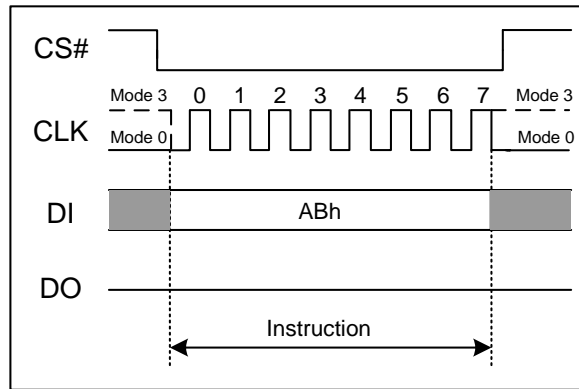 CS#
Mode 3 0 1 2 3 4 5 6 7 Mode 3
CLK
Mode 0 Mode 0
DI ABh
DO
Instruction